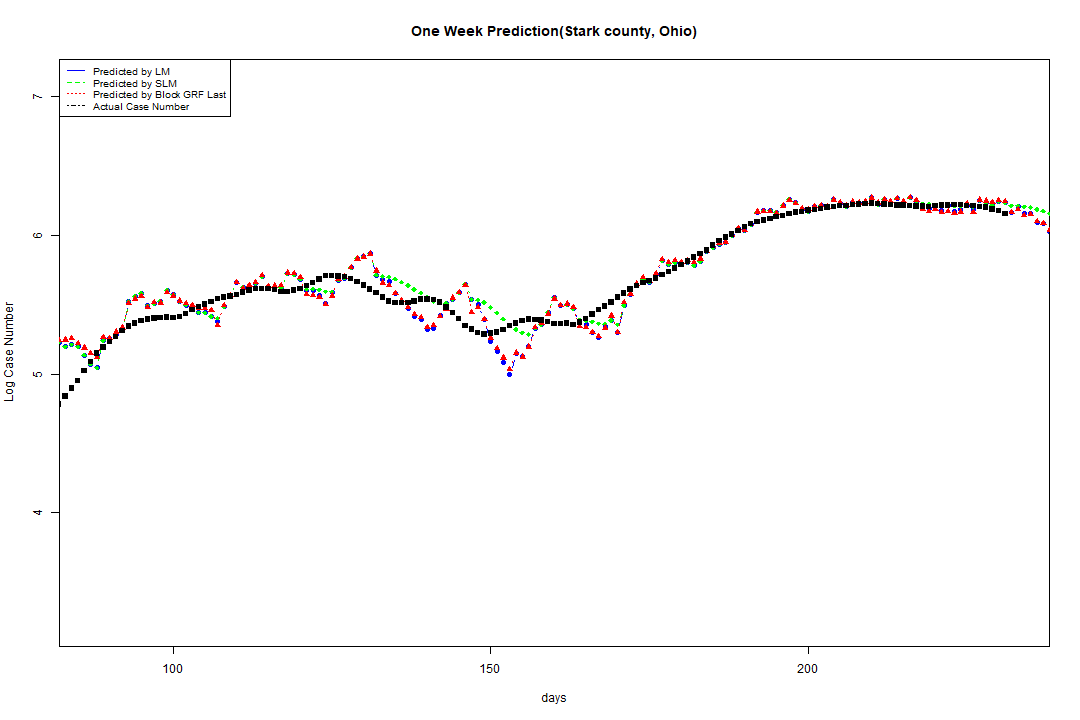 One Week Prediction(Stark county, Ohio)
Predicted by LM
Predicted by SLM
Predicted by Block GRF Last
Actual Case Number
7
6
5
4
Log Case Number
100 150 200
days